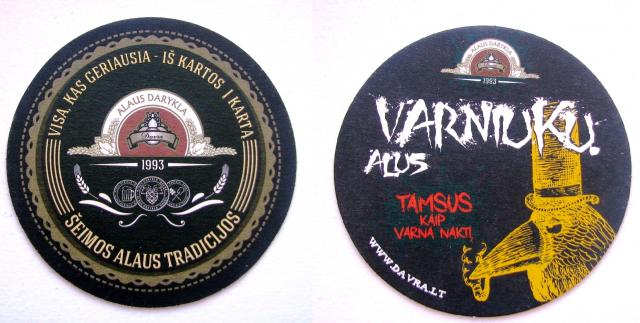 VISA, KAS GERIAUSIA - IŠ KARTOS Į KARTĄ
ALAUS DARYKLA
Davra
1993
ŠEIMOS ALAUS TRADICIJOS
ALAUS DARYKLA
1993
VARNIUKŲ
ALUS
TAMSUS
KAIP
VARNA NAKTĮ
WWW.DAVRA.LT